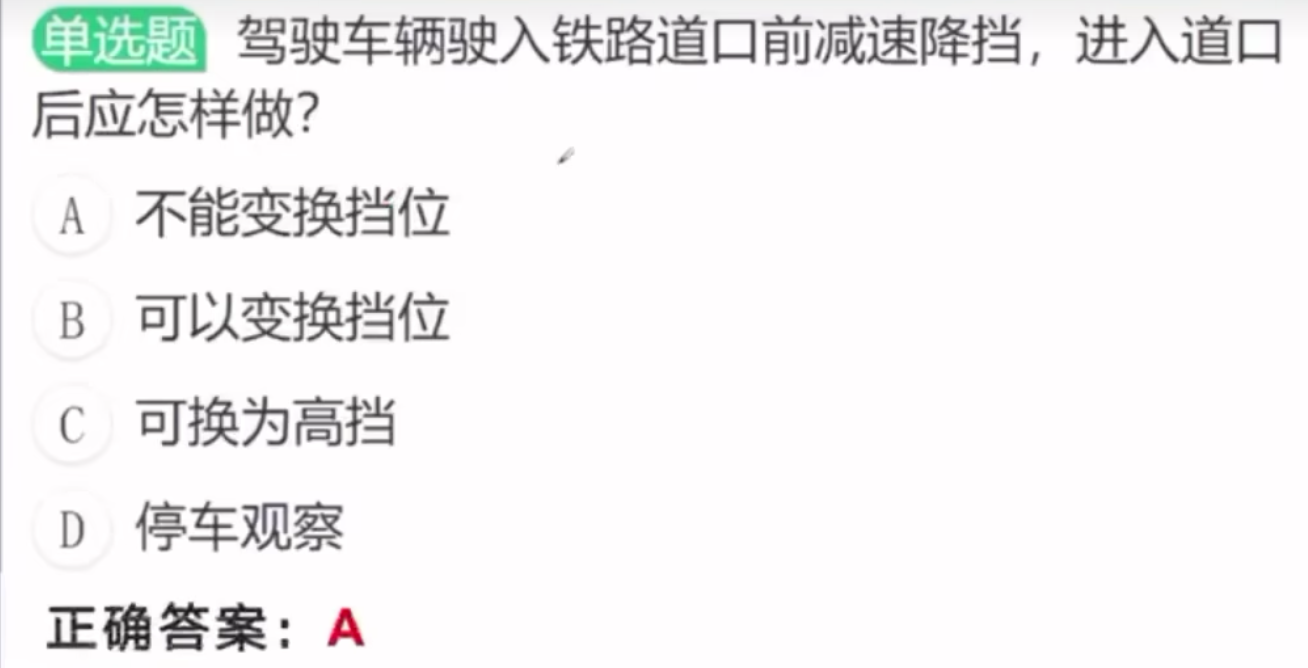 单选题 驾驶车辆驶入铁路道口前减速降挡，进入道口
后应怎样做？
A 不能变换挡位
B 可以变换挡位
C 可换为高挡
D 停车观察
正确答案：A